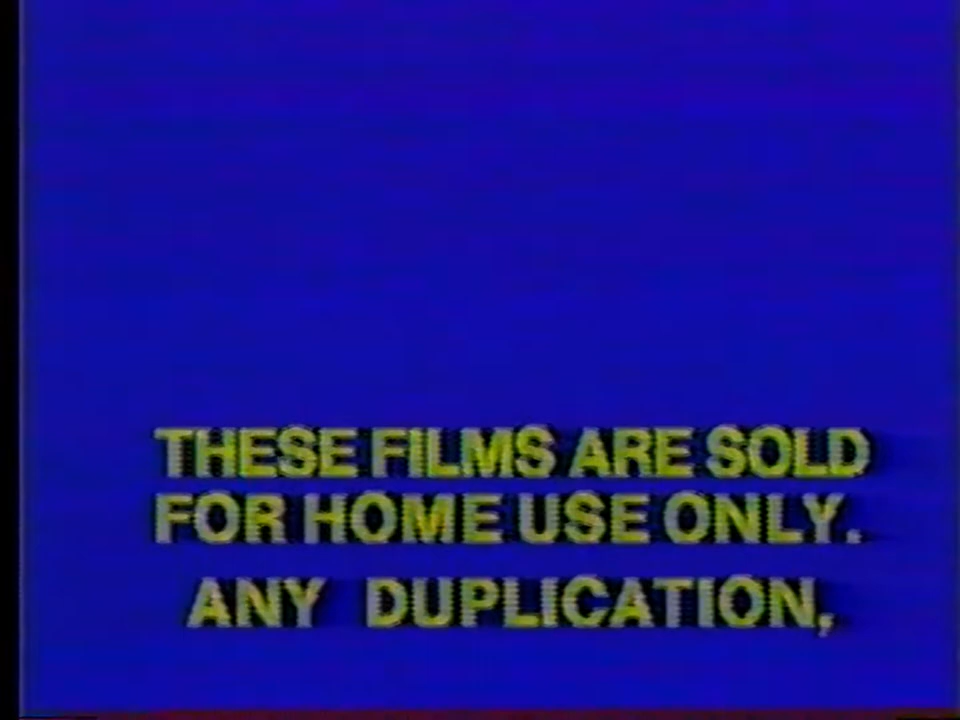 THESE FILMS ARE SOLD
FOR HOME USE ONLY.
ANY DUPLICATION,